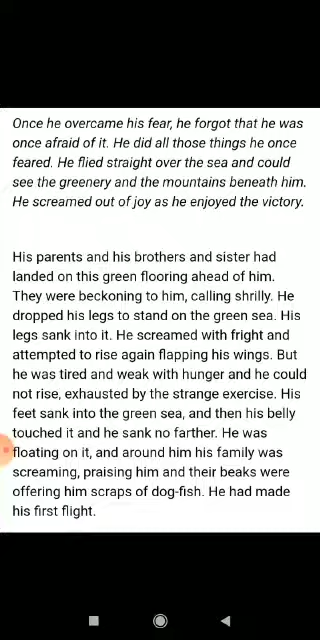 Once he overcame his fear, he forgot that he was
once afraid of it. He did all those things he once
feared. He flied straight over the sea and could
see the greenery and the mountains beneath him.
He screamed out of joy as he enjoyed the victory.
His parents and his brothers and sister had
landed on this green flooring ahead of him.
They were beckoning to him, calling shrilly. He
dropped his legs to stand on the green sea. His
legs sank into it. He screamed with fright and
attempted to rise again flapping his wings. But
he was tired and weak with hunger and he could
not rise, exhausted by the strange exercise. His
feet sank into the green sea, and then his belly
touched it and he sank no farther. He was
floating on it, and around him his family was
screaming, praising him and their beaks were
offering him scraps of dog-fish. He had made
his first flight.